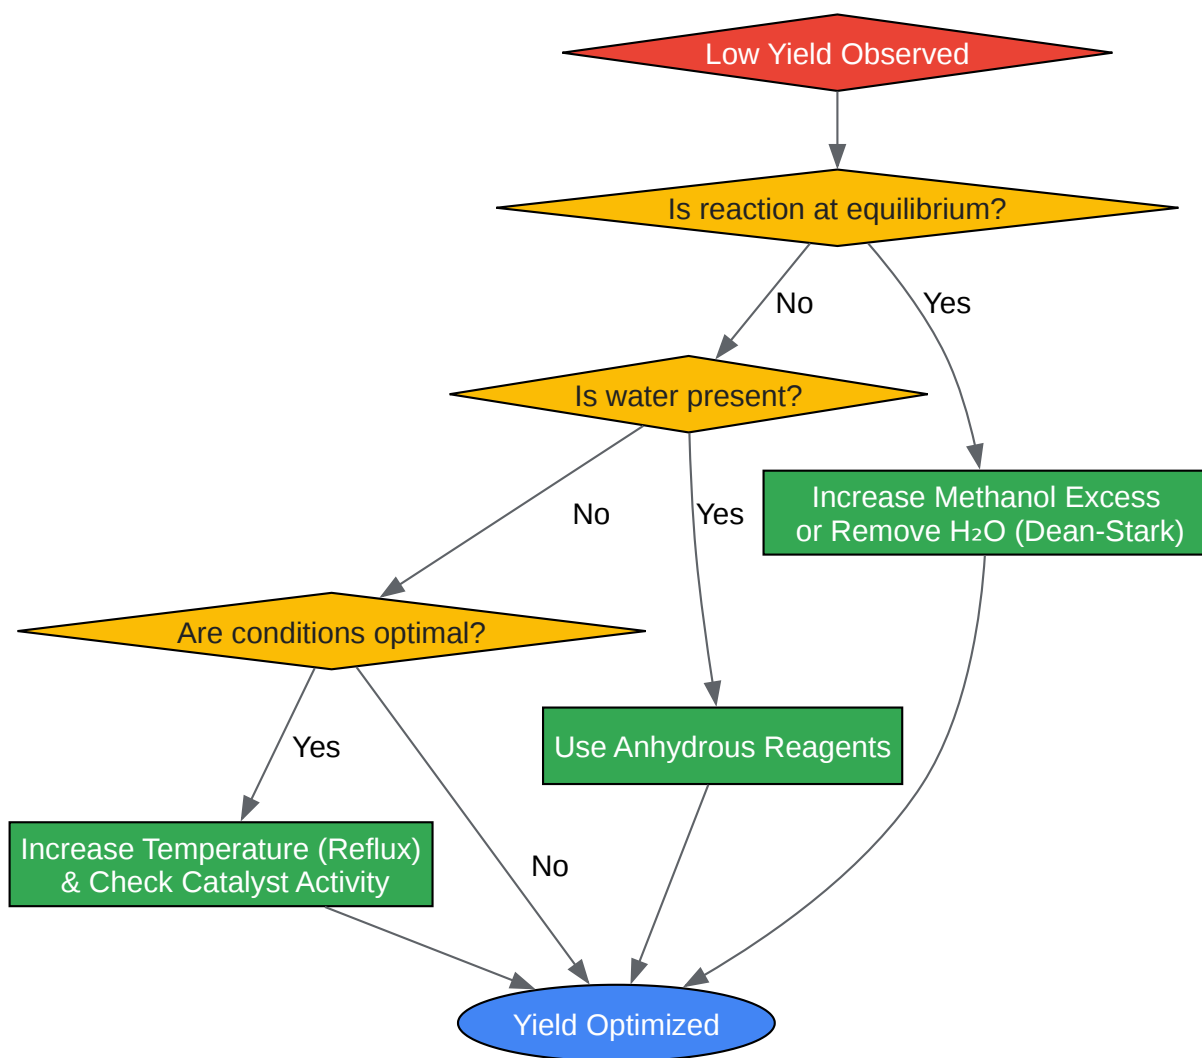 Low Yield Observed
Is reaction at equilibrium?
No
Yes
Is water present?
Increase Methanol Excess
or Remove H₂O (Dean-Stark)
No
Yes
Are conditions optimal?
Use Anhydrous Reagents
Yes
Increase Temperature (Reflux)
& Check Catalyst Activity
No
Yield Optimized